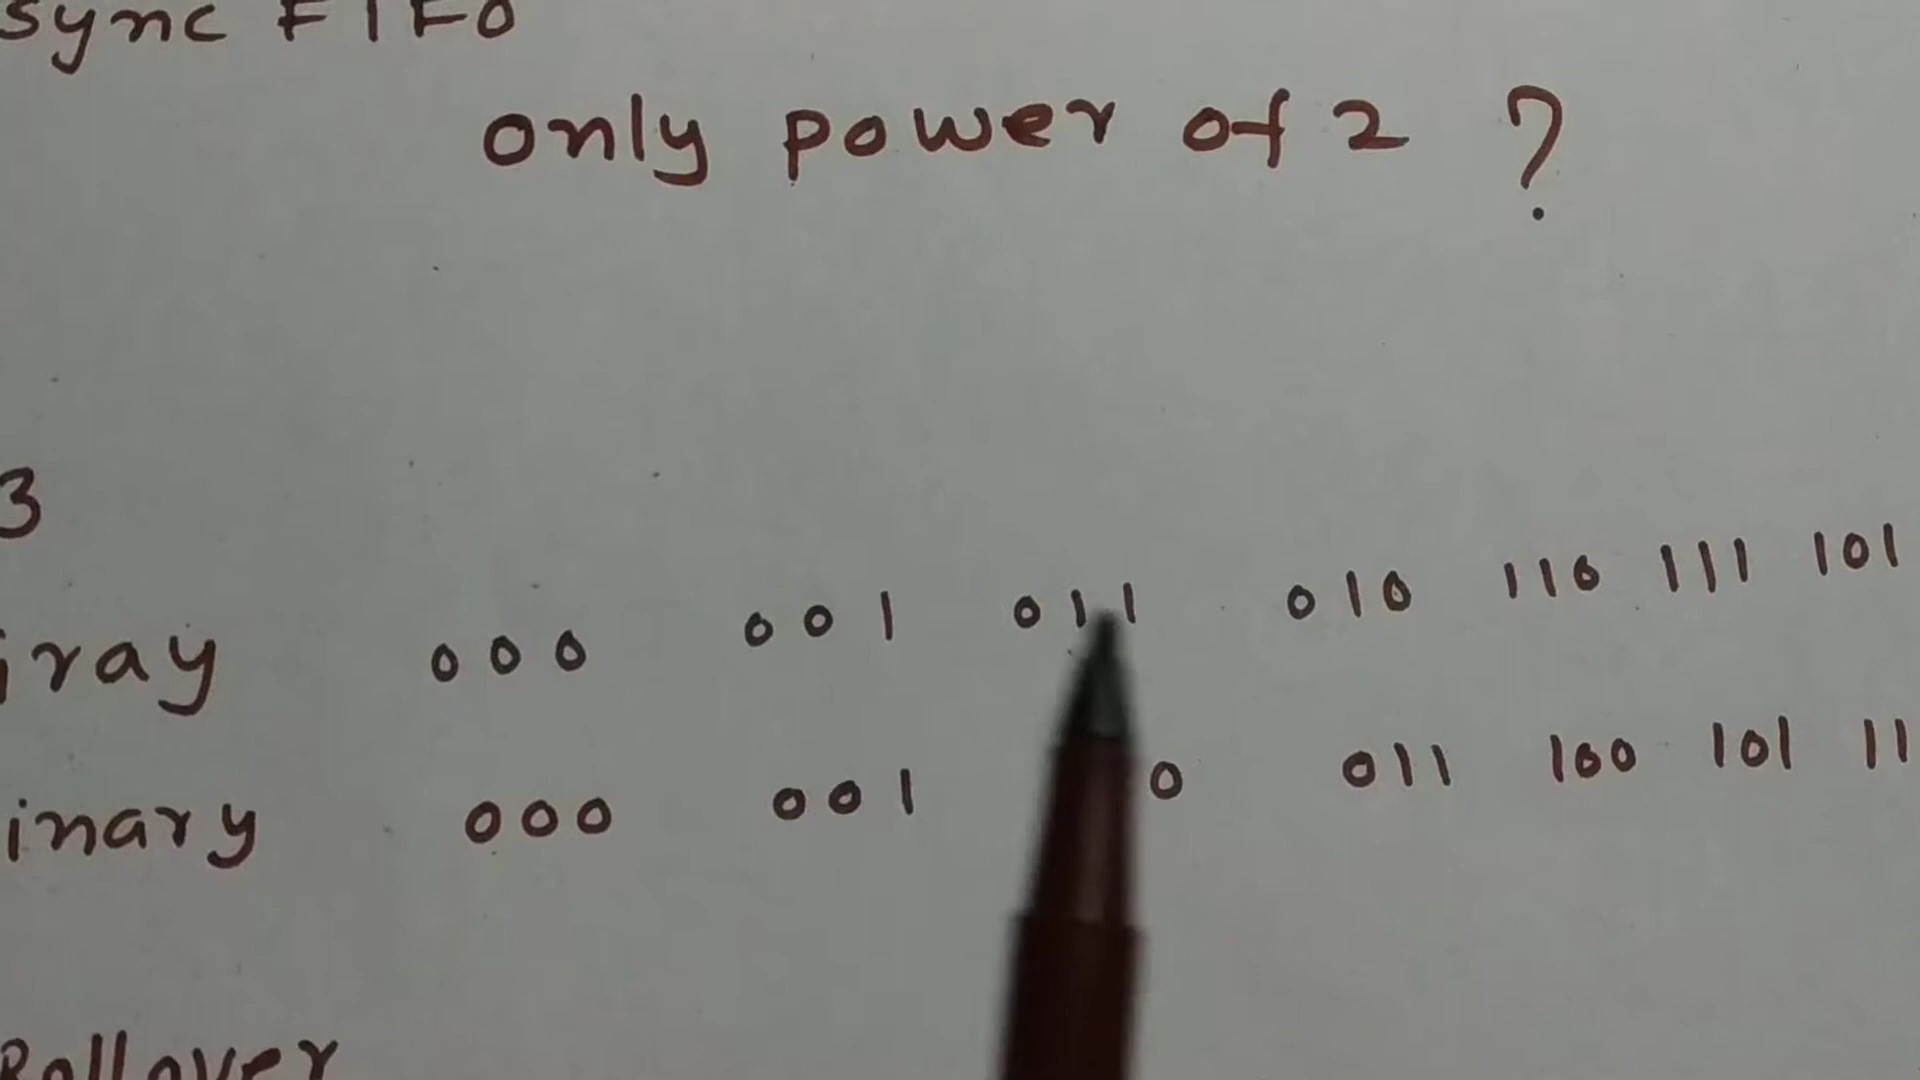 sync FIFO
only power of 2 ?
3
ray 000 001 011 010 110 111 101
inary 000 001 0 011 100 101 11
Rollover